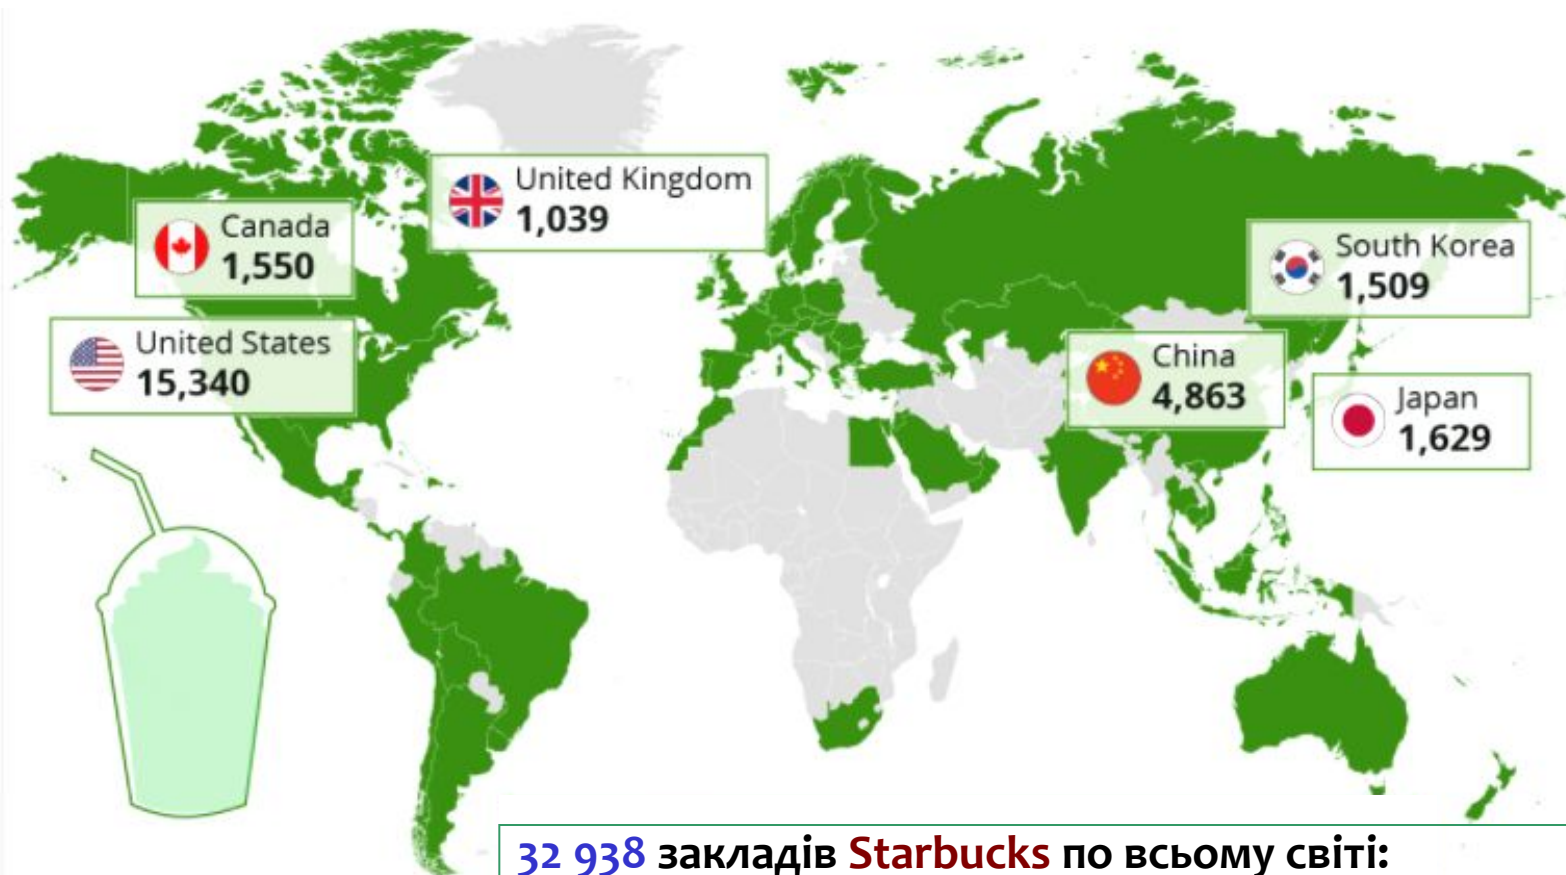 United Kingdom
1,039
Canada
1,550
South Korea
1,509
United States
15,340
China
4,863
Japan
1,629
32 938 закладів Starbucks по всьому світі: